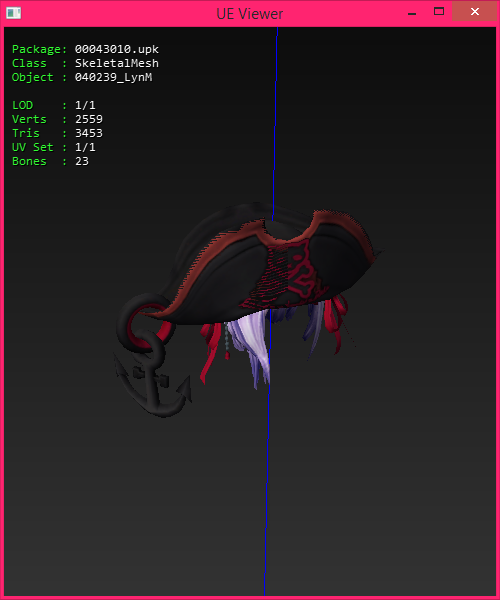 UE Viewer
Package: 00043010.upk
Class : SkeletalMesh
Object : 040239_LynM
LOD : 1/1
Verts : 2559
Tris : 3453
UV Set : 1/1
Bones : 23